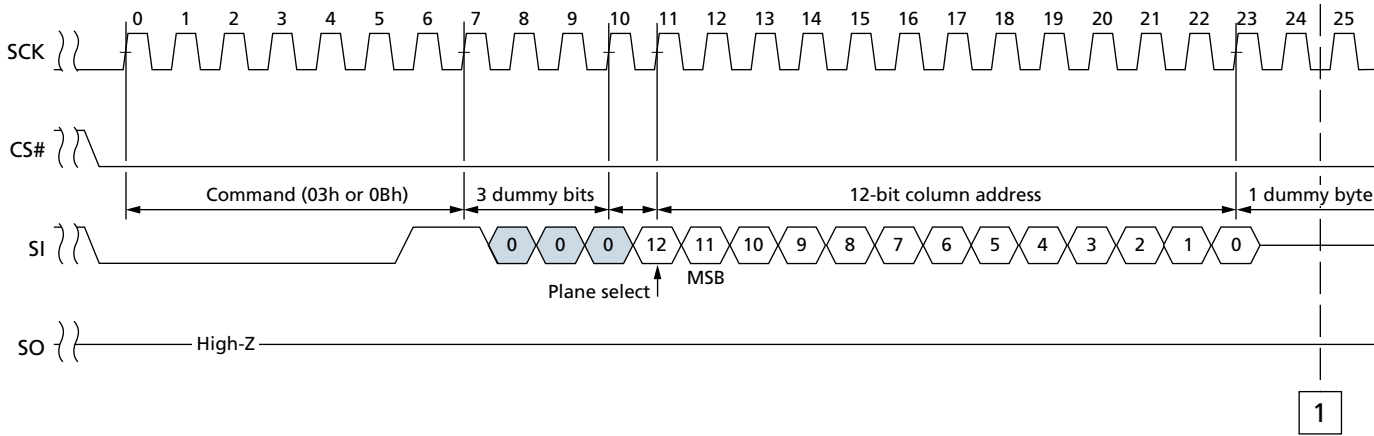 0 1 2 3 4 5 6 7 8 9 10 11 12 13 14 15 16 17 18 19 20 21 22 23 24 25
SCK
CS#
Command (03h or 0Bh) 3 dummy bits 12-bit column address 1 dummy byte
SI 0 0 0 12 11 10 9 8 7 6 5 4 3 2 1 0
MSB
Plane select
SO High-Z
1